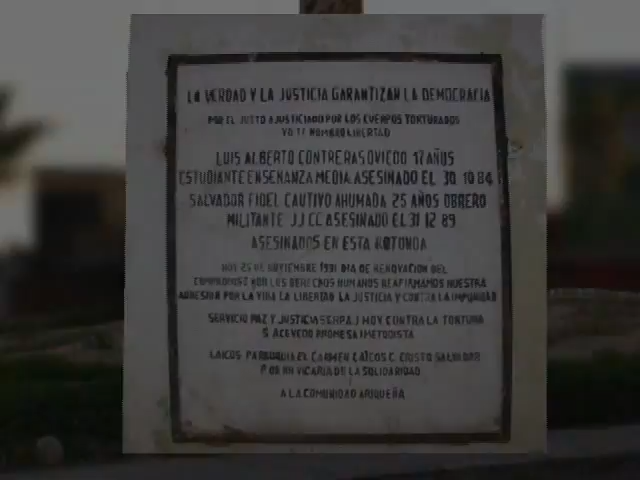 LA VERDAD Y LA JUSTICIA GARANTIZAN LA DEMOCRACIA
POR EL JUSTO AJUSTICIADO POR LOS CUERPOS TORTURADOS
YO TE NOMBRO LIBERTAD
LUIS ALBERTO CONTRERAS OVIEDO 17 AÑOS
ESTUDIANTE ENSEÑANZA MEDIA ASESINADO EL 30 10 84
SALVADOR FIDEL CAUTIVO AHUMADA 25 AÑOS OBRERO
MILITANTE JJ CC ASESINADO EL 31 12 89
ASESINADOS EN ESTA ROTONDA
HOY 25 DE NOVIEMBRE 1991 DIA DE RENOVACION DEL
COMPROMISO POR LOS DERECHOS HUMANOS REAFIRMAMOS NUESTRA
ADHESION POR LA VIDA LA LIBERTAD LA JUSTICIA Y CONTRA LA IMPUNIDAD
SERVICIO PAZ Y JUSTICIA SERPAJ MOV CONTRA LA TORTURA
S ACEVEDO PROMESA METODISTA
LAICOS PARROQUIA EL CARMEN LAICOS C. CRISTO SALVADOR
VICARIA DE LA SOLIDARIDAD
A LA COMUNIDAD ARIQUEÑA